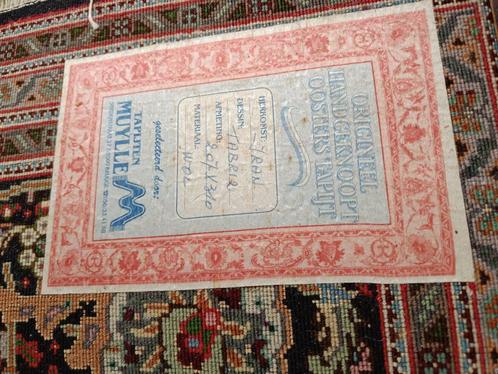 ORIGINEEL
HANDGEKNOOPT
OOSTERS TAPIJT
HERKOMST: IRAN
DESSIN: TABRIZ
AFMETING:
MATERIAAL: WOL
geselecteerd door:
TAPIJTEN
MUYLLE M